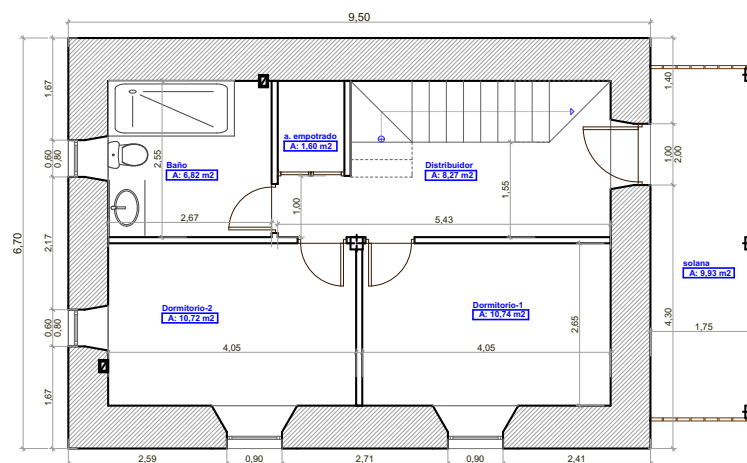 9,50
1,67
1,40
a. empotrado
A: 1,60 m2
Baño
A: 6,82 m2
Distribuidor
A: 8,27 m2
0,60
0,80
2,55
1,00
2,00
1,55
1,00
2,67
5,43
6,70
2,17
solana
A: 9,93 m2
Dormitorio-2
A: 10,72 m2
Dormitorio-1
A: 10,74 m2
2,65
0,60
0,80
4,30
1,75
4,05
4,05
1,67
2,59
0,90
2,71
0,90
2,41